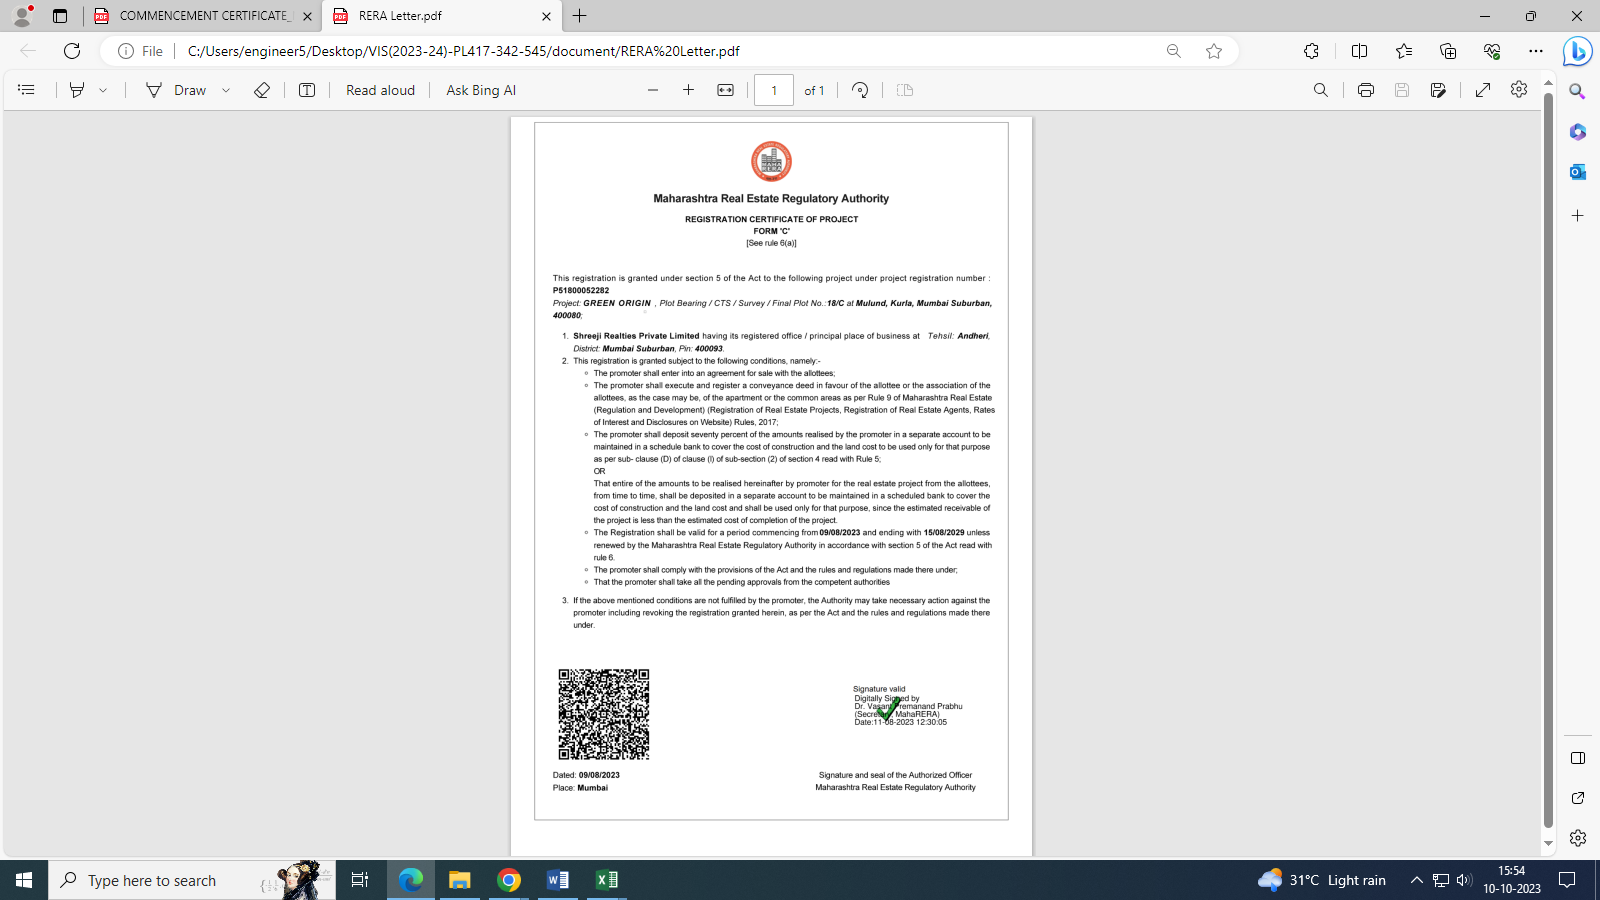 COMMENCEMENT CERTIFICATE_
RERA Letter.pdf
File
C:/Users/engineer5/Desktop/VIS(2023-24)-PL417-342-545/document/RERA%20Letter.pdf
Draw
Read aloud
Ask Bing AI
1
of 1
Maharashtra Real Estate Regulatory Authority
REGISTRATION CERTIFICATE OF PROJECT
FORM 'C'
[See rule 6(a)]
This registration is granted under section 5 of the Act to the following project under project registration number :
P51800052282
Project: GREEN ORIGIN , Plot Bearing / CTS / Survey / Final Plot No.:18/C at Mulund, Kurla, Mumbai Suburban,
400080;
1. Shreeji Realties Private Limited having its registered office / principal place of business at Tehsil: Andheri,
District: Mumbai Suburban, Pin: 400093.
2. This registration is granted subject to the following conditions, namely:-
The promoter shall enter into an agreement for sale with the allottees;
The promoter shall execute and register a conveyance deed in favour of the allottee or the association of the
allottees, as the case may be, of the apartment or the common areas as per Rule 9 of Maharashtra Real Estate
(Regulation and Development) (Registration of Real Estate Projects, Registration of Real Estate Agents, Rates
of Interest and Disclosures on Website) Rules, 2017;
The promoter shall deposit seventy percent of the amounts realised by the promoter in a separate account to be
maintained in a schedule bank to cover the cost of construction and the land cost to be used only for that purpose
as per sub- clause (D) of clause (l) of sub-section (2) of section 4 read with Rule 5;
OR
That entire of the amounts to be realised hereinafter by promoter for the real estate project from the allottees,
from time to time, shall be deposited in a separate account to be maintained in a scheduled bank to cover the
cost of construction and the land cost and shall be used only for that purpose, since the estimated receivable of
the project is less than the estimated cost of completion of the project.
The Registration shall be valid for a period commencing from 09/08/2023 and ending with 15/08/2029 unless
renewed by the Maharashtra Real Estate Regulatory Authority in accordance with section 5 of the Act read with
rule 6.
The promoter shall comply with the provisions of the Act and the rules and regulations made there under;
That the promoter shall take all the pending approvals from the competent authorities
3. If the above mentioned conditions are not fulfilled by the promoter, the Authority may take necessary action against the
promoter including revoking the registration granted herein, as per the Act and the rules and regulations made there
under.
Signature valid
Digitally Signed by
Dr. Vasant Premanand Prabhu
(Secretary, MahaRERA)
Date:11-08-2023 12:30:05
Dated: 09/08/2023
Place: Mumbai
Signature and seal of the Authorized Officer
Maharashtra Real Estate Regulatory Authority
Type here to search
31°C Light rain
15:54
10-10-2023